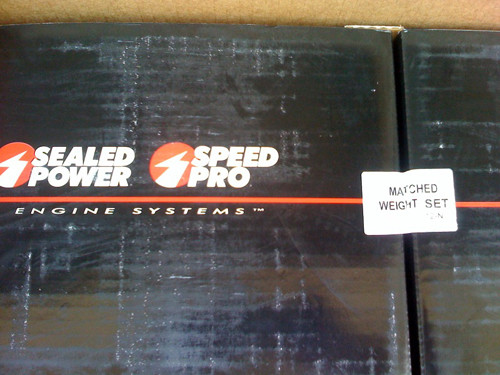 SEALED
POWER
SPEED
PRO
ENGINE SYSTEMS™
MATCHED
WEIGHT SET